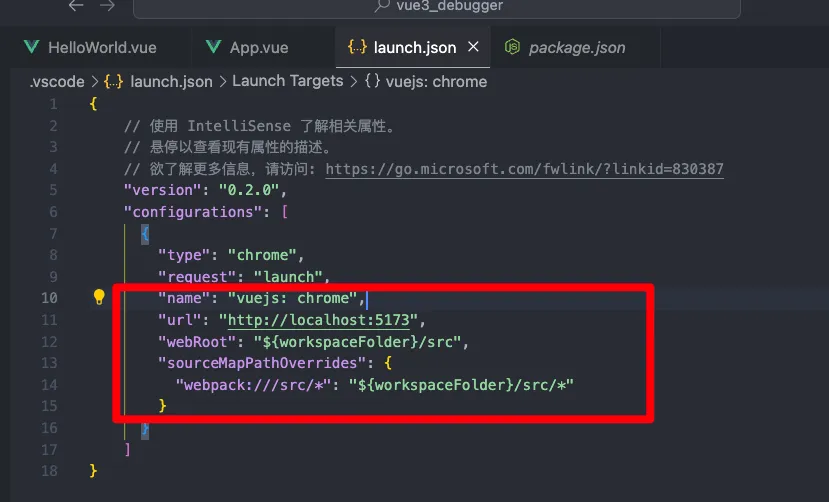 vue3_debugger
HelloWorld.vue App.vue {..} launch.json × package.json
.vscode > {..} launch.json > Launch Targets > {} vuejs: chrome
1 {
2 // 使用 IntelliSense 了解相关属性。
3 // 悬停以查看现有属性的描述。
4 // 欲了解更多信息，请访问: https://go.microsoft.com/fwlink/?linkid=830387
5 "version": "0.2.0",
6 "configurations": [
7 {
8 "type": "chrome",
9 "request": "launch",
10 "name": "vuejs: chrome",
11 "url": "http://localhost:5173",
12 "webRoot": "${workspaceFolder}/src",
13 "sourceMapPathOverrides": {
14 "webpack:///src/*": "${workspaceFolder}/src/*"
15 }
16 }
17 ]
18 }